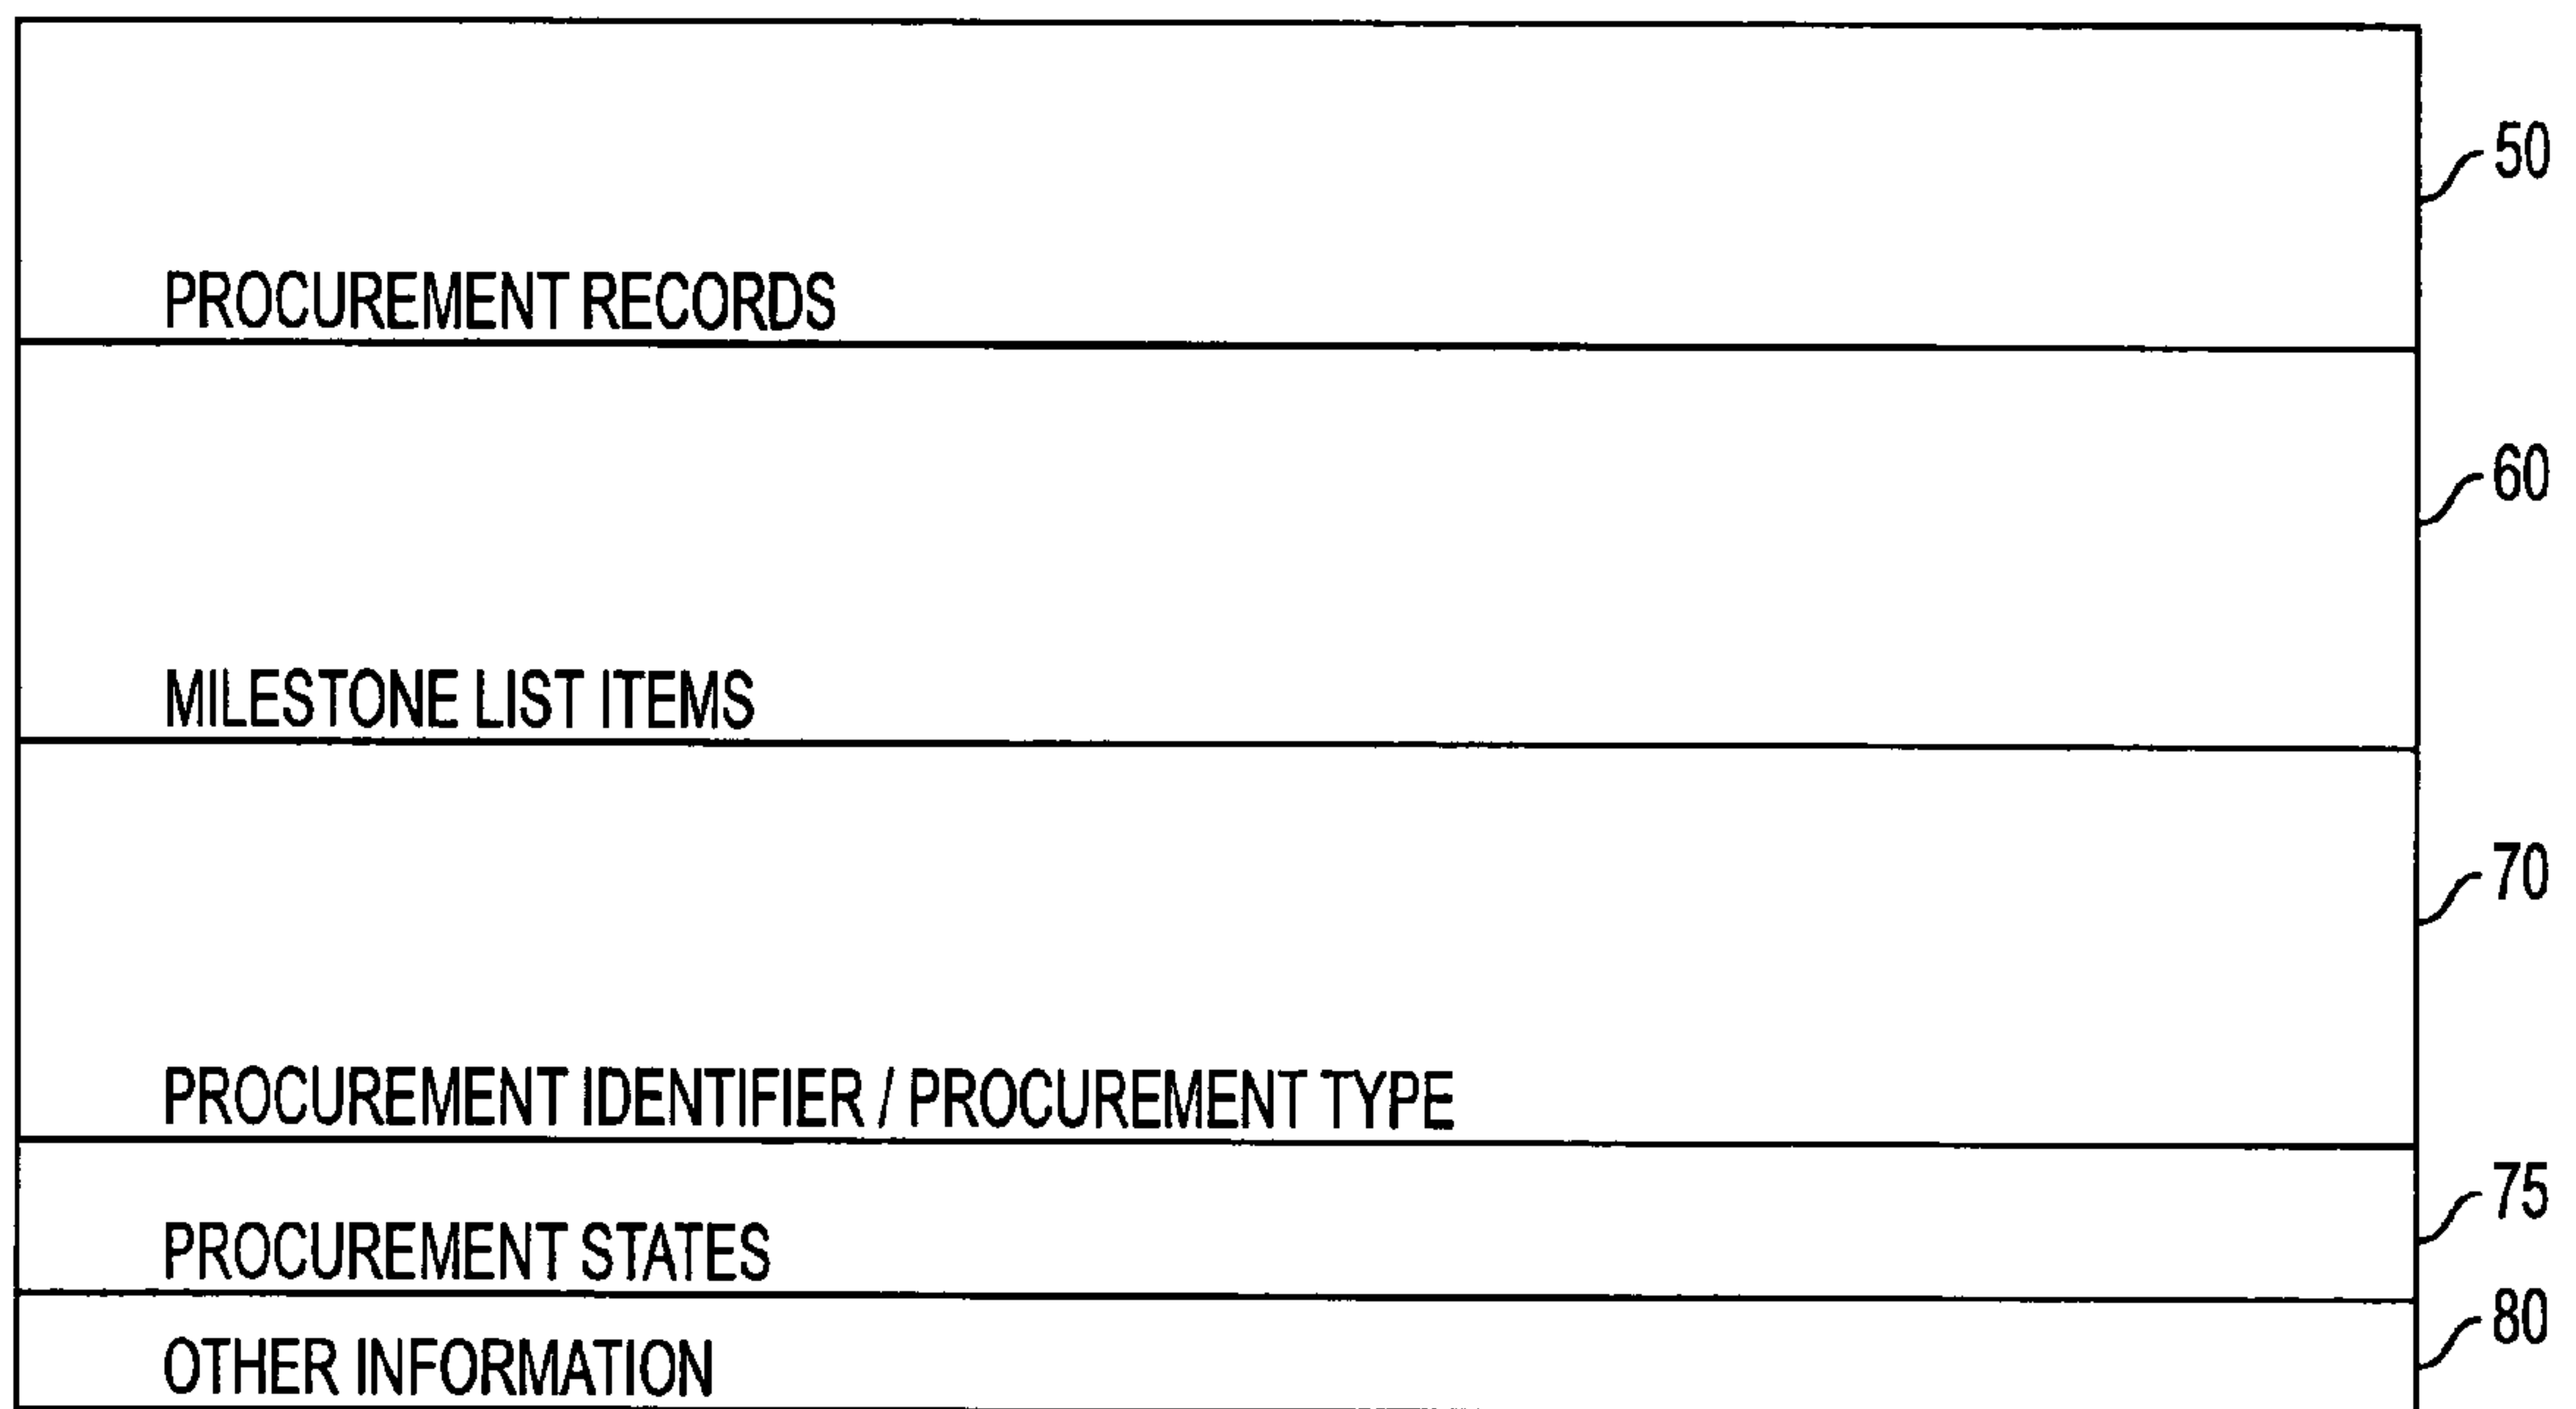 50
PROCUREMENT RECORDS
60
MILESTONE LIST ITEMS
70
PROCUREMENT IDENTIFIER / PROCUREMENT TYPE
75
PROCUREMENT STATES
80
OTHER INFORMATION